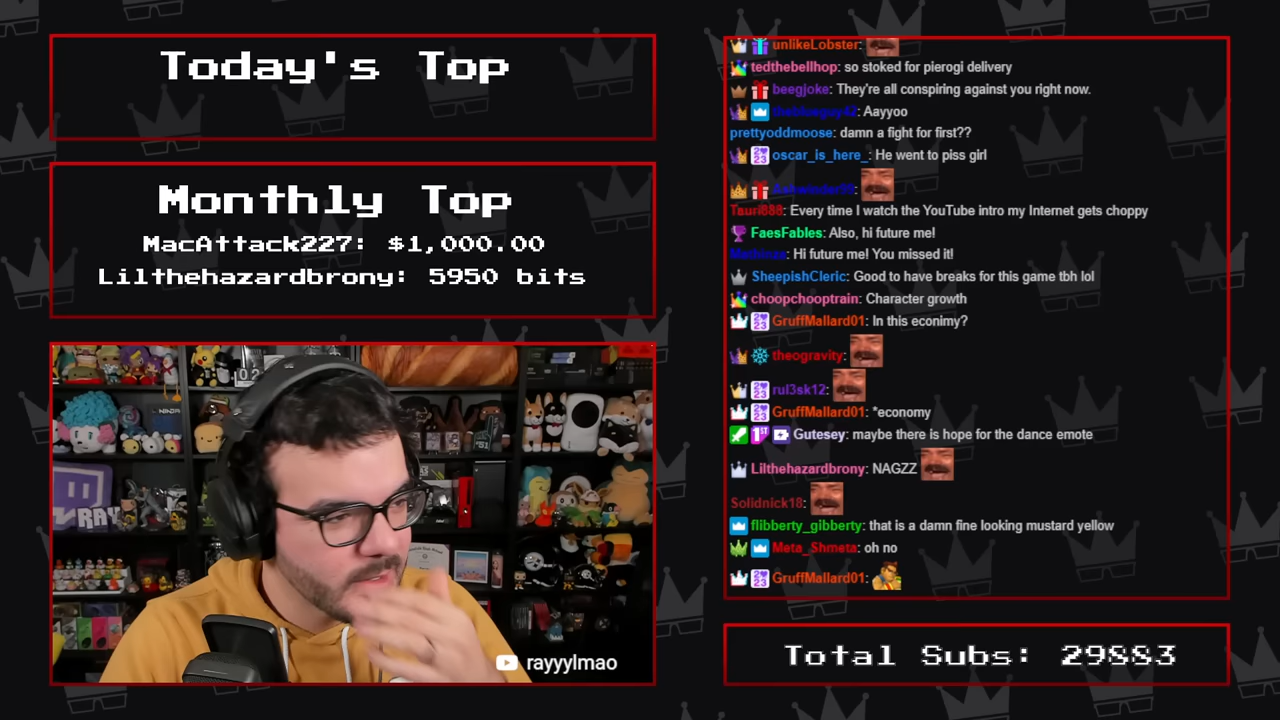 Today's Top
Monthly Top
MacAttack227: $1,000.00
Lilthehazardbrony: 5950 bits
RAY
rayyylmao
unlikeLobster:
tedthebellhop: so stoked for pierogi delivery
beegjoke: They're all conspiring against you right now.
theblueguy42: Aayyoo
prettyoddmoose: damn a fight for first??
oscar_is_here_: He went to piss girl
Tauri888: Every time I watch the YouTube intro my Internet gets choppy
FaesFables: Also, hi future me!
Hi future me! You missed it!
SheepishCleric: Good to have breaks for this game tbh lol
choopchooptrain: Character growth
GruffMallard01: In this econimy?
theogravity:
rul3sk12:
GruffMallard01: *economy
Gutesey: maybe there is hope for the dance emote
Lilthehazardbrony: NAGZZ
Solidnick18:
flibberty_gibberty: that is a damn fine looking mustard yellow
Meta_Shmeta: oh no
GruffMallard01:
Total Subs: 29883